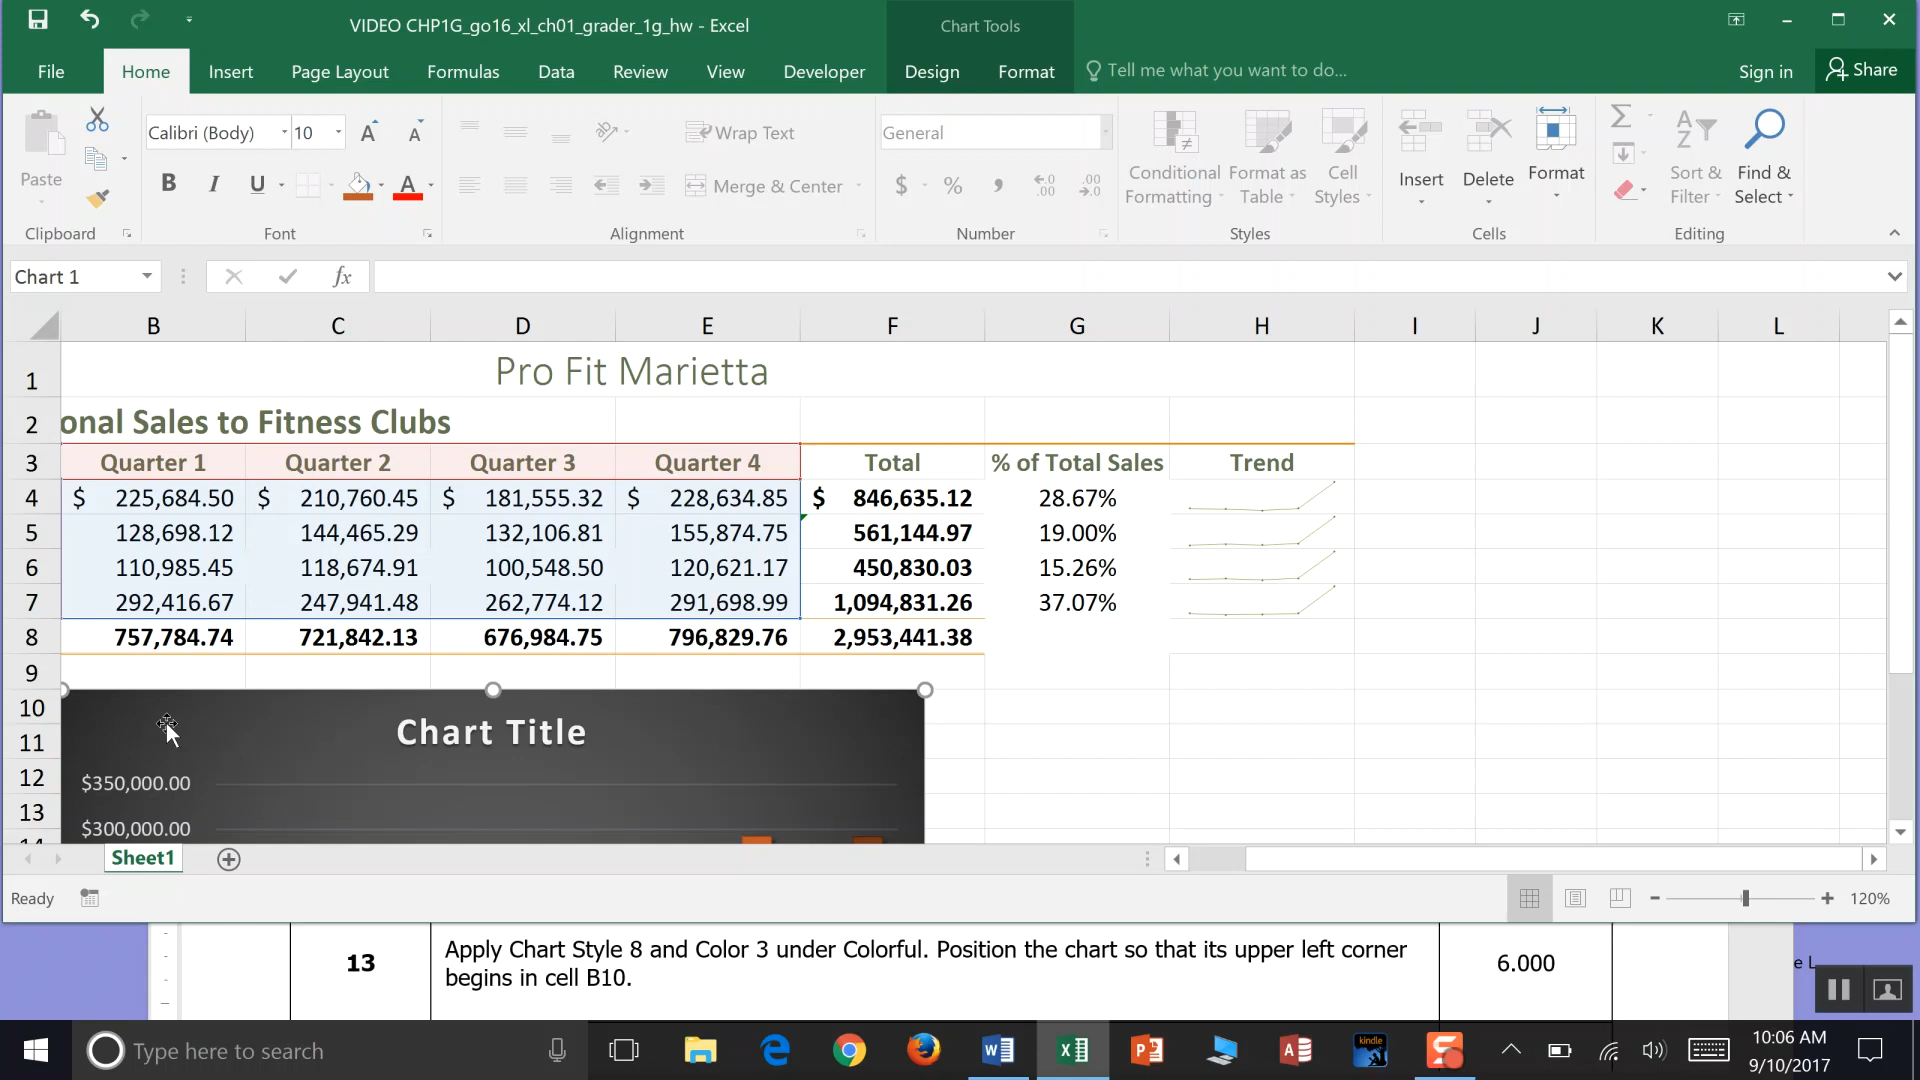 VIDEO CHP1G_go16_xl_ch01_grader_1g_hw - Excel
Chart Tools
File Home Insert Page Layout Formulas Data Review View Developer Design Format Tell me what you want to do... Sign in Share
Calibri (Body) 10 A A Wrap Text General
Paste B I U A Merge & Center $ % , Conditional Formatting Format as Table Cell Styles Insert Delete Format Sort & Filter Find & Select
Clipboard Font Alignment Number Styles Cells Editing
Chart 1 fx
B C D E F G H I J K L
1 Pro Fit Marietta
2 onal Sales to Fitness Clubs
3 Quarter 1 Quarter 2 Quarter 3 Quarter 4 Total % of Total Sales Trend
4 $ 225,684.50 $ 210,760.45 $ 181,555.32 $ 228,634.85 $ 846,635.12 28.67%
5 128,698.12 144,465.29 132,106.81 155,874.75 561,144.97 19.00%
6 110,985.45 118,674.91 100,548.50 120,621.17 450,830.03 15.26%
7 292,416.67 247,941.48 262,774.12 291,698.99 1,094,831.26 37.07%
8 757,784.74 721,842.13 676,984.75 796,829.76 2,953,441.38
9
10
11 Chart Title
12 $350,000.00
13 $300,000.00
Sheet1
Ready 120%
13 Apply Chart Style 8 and Color 3 under Colorful. Position the chart so that its upper left corner 6.000 e L
begins in cell B10.
Type here to search kindle 10:06 AM
9/10/2017